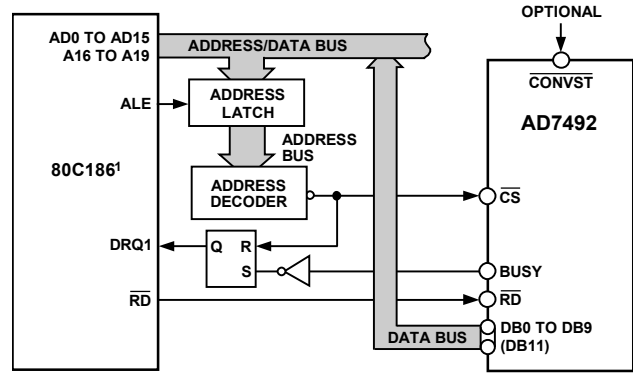 OPTIONAL
AD0 TO AD15
A16 TO A19
ADDRESS/DATA BUS
CONVST
ALE
ADDRESS
LATCH
AD7492
ADDRESS
BUS
80C186¹
ADDRESS
DECODER
CS
DRQ1
Q
R
S
BUSY
RD
RD
DB0 TO DB9
(DB11)
DATA BUS